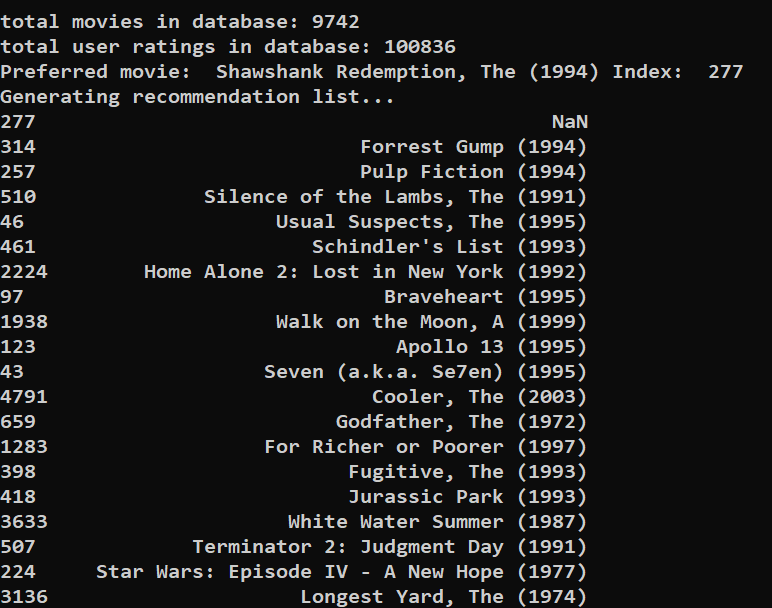 total movies in database: 9742
total user ratings in database: 100836
Preferred movie:  Shawshank Redemption, The (1994) Index:  277
Generating recommendation list...
277                                           NaN
314                           Forrest Gump (1994)
257                           Pulp Fiction (1994)
510              Silence of the Lambs, The (1991)
46                     Usual Suspects, The (1995)
461                       Schindler's List (1993)
2224        Home Alone 2: Lost in New York (1992)
97                              Braveheart (1995)
1938                   Walk on the Moon, A (1999)
123                              Apollo 13 (1995)
43                    Seven (a.k.a. Se7en) (1995)
4791                           Cooler, The (2003)
659                         Godfather, The (1972)
1283                  For Richer or Poorer (1997)
398                          Fugitive, The (1993)
418                          Jurassic Park (1993)
3633                    White Water Summer (1987)
507             Terminator 2: Judgment Day (1991)
224     Star Wars: Episode IV - A New Hope (1977)
3136                     Longest Yard, The (1974)